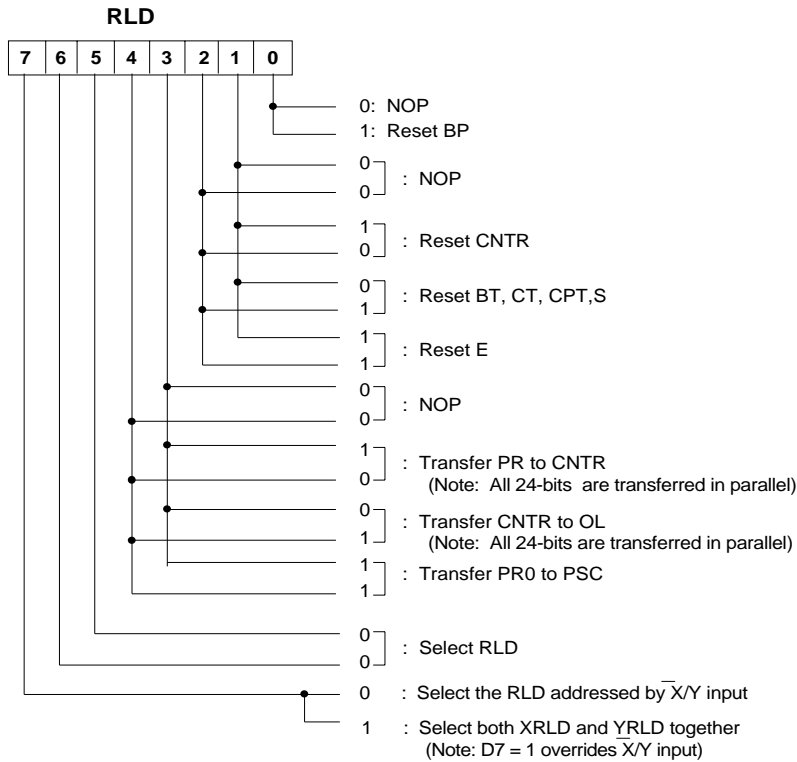 RLD
7 6 5 4 3 2 1 0
0: NOP
1: Reset BP
0
0 : NOP
1
0 : Reset CNTR
0
1 : Reset BT, CT, CPT,S
1
1 : Reset E
0
0 : NOP
1
0 : Transfer PR to CNTR
(Note: All 24-bits are transferred in parallel)
0
1 : Transfer CNTR to OL
(Note: All 24-bits are transferred in parallel)
1
1 : Transfer PR0 to PSC
0
0 : Select RLD
0 : Select the RLD addressed by X̅/Y input
1 : Select both XRLD and YRLD together
(Note: D7 = 1 overrides X̅/Y input)